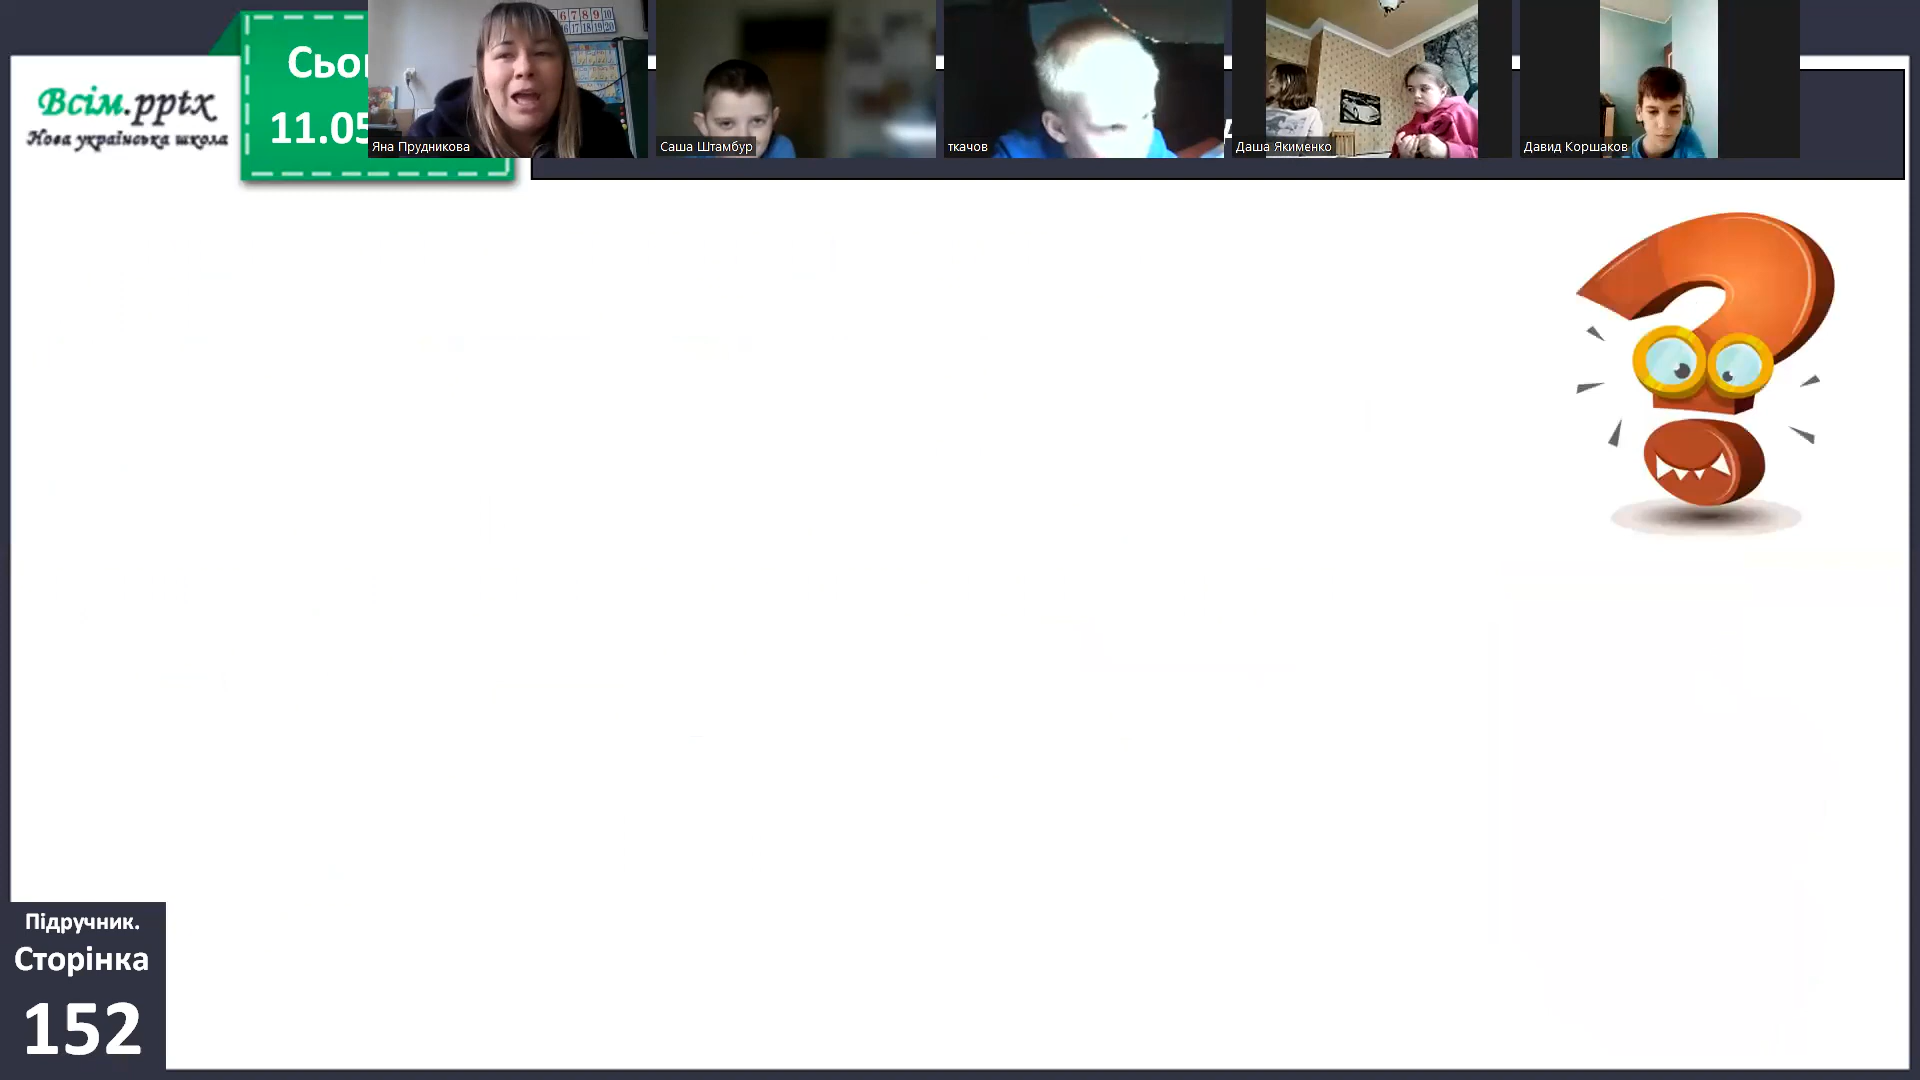 Всім.pptx
Нова українська школа
11.05
Яна Прудникова
Саша Штамбур
ткачов
Даша Якименко
Давид Коршаков
Підручник.
Сторінка
152